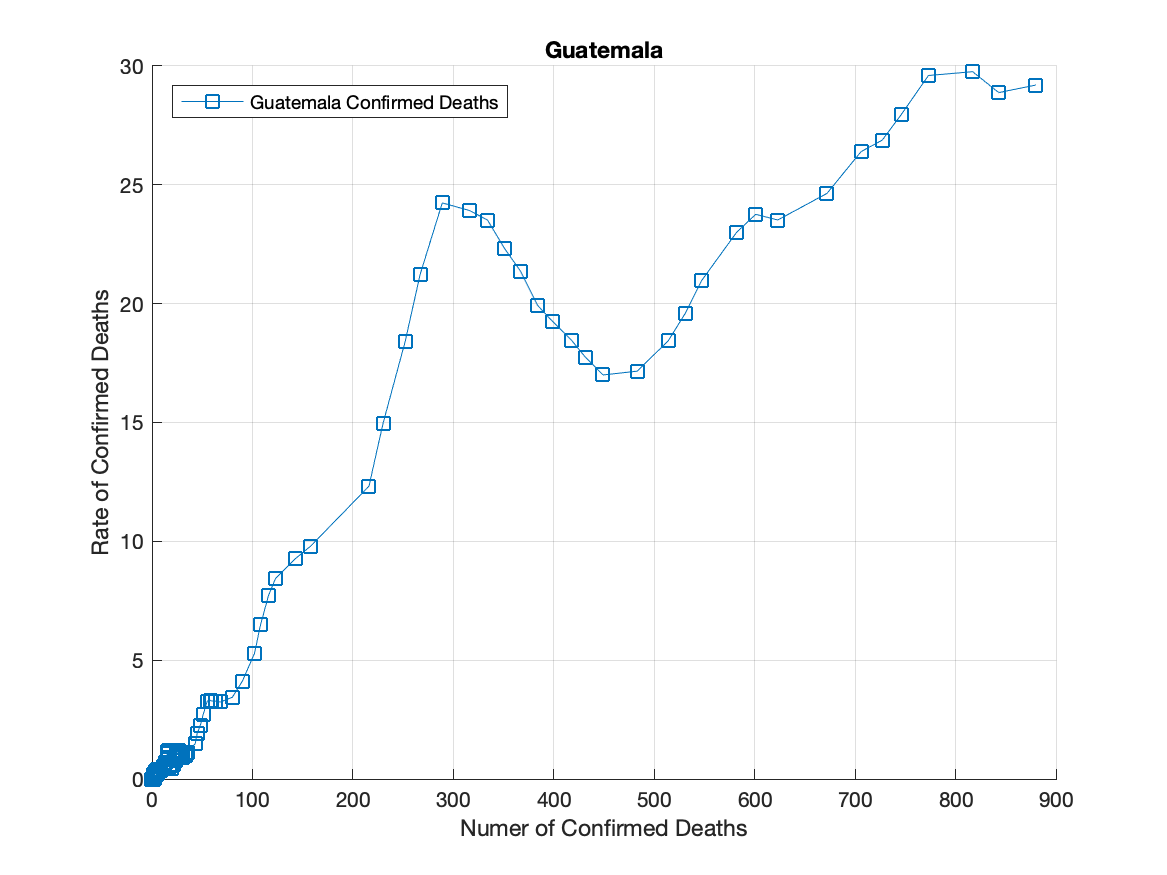 Guatemala
Guatemala Confirmed Deaths
30
25
20
15
10
5
0
Rate of Confirmed Deaths
0 100 200 300 400 500 600 700 800 900
Numer of Confirmed Deaths